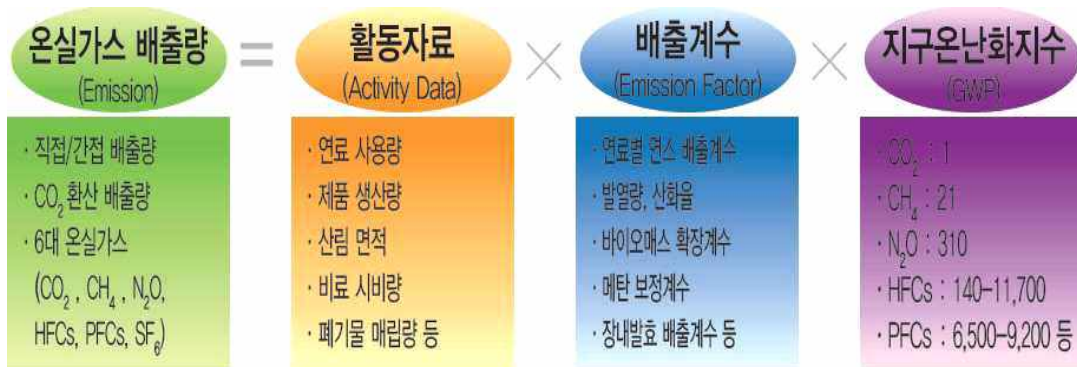 온실가스 배출량
(Emission)
=
활동자료
(Activity Data)
×
배출계수
(Emission Factor)
×
지구온난화지수
(GWP)
· 직접/간접 배출량
· CO₂ 환산 배출량
· 6대 온실가스
(CO₂, CH₄, N₂O,
HFCs, PFCs, SF₆)
· 연료 사용량
· 제품 생산량
· 산림 면적
· 비료 시비량
· 폐기물 매립량 등
· 연료별 연스 배출계수
· 발열량, 산화율
· 바이오매스 확장계수
· 메탄 보정계수
· 장내발효 배출계수 등
· CO₂ : 1
· CH₄ : 21
· N₂O : 310
· HFCs : 140-11,700
· PFCs : 6,500-9,200 등